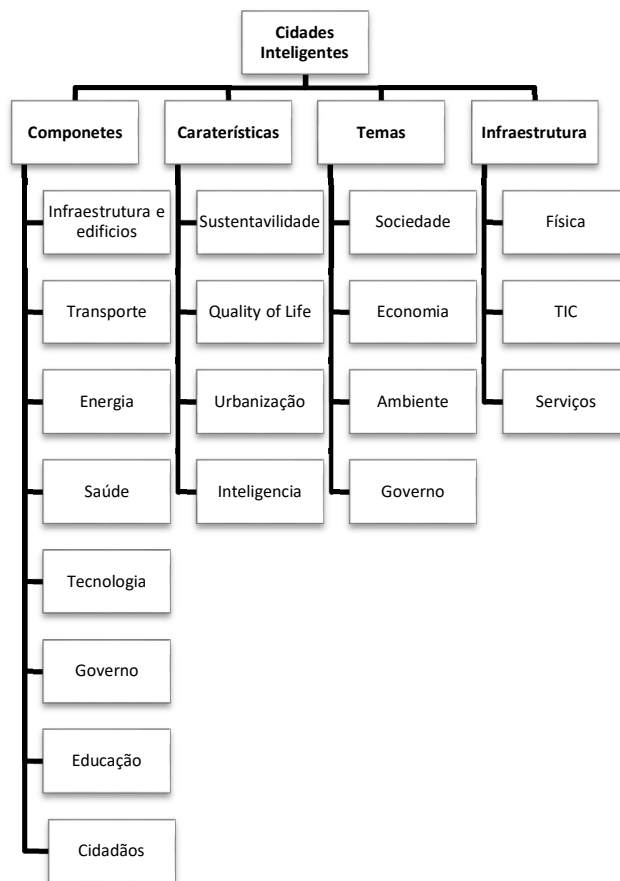 Cidades
Inteligentes
Componetes
Caraterísticas
Temas
Infraestrutura
Infraestrutura e
edificios
Transporte
Energia
Saúde
Tecnologia
Governo
Educação
Cidadãos
Sustentavilidade
Quality of Life
Urbanização
Inteligencia
Sociedade
Economia
Ambiente
Governo
Física
TIC
Serviços